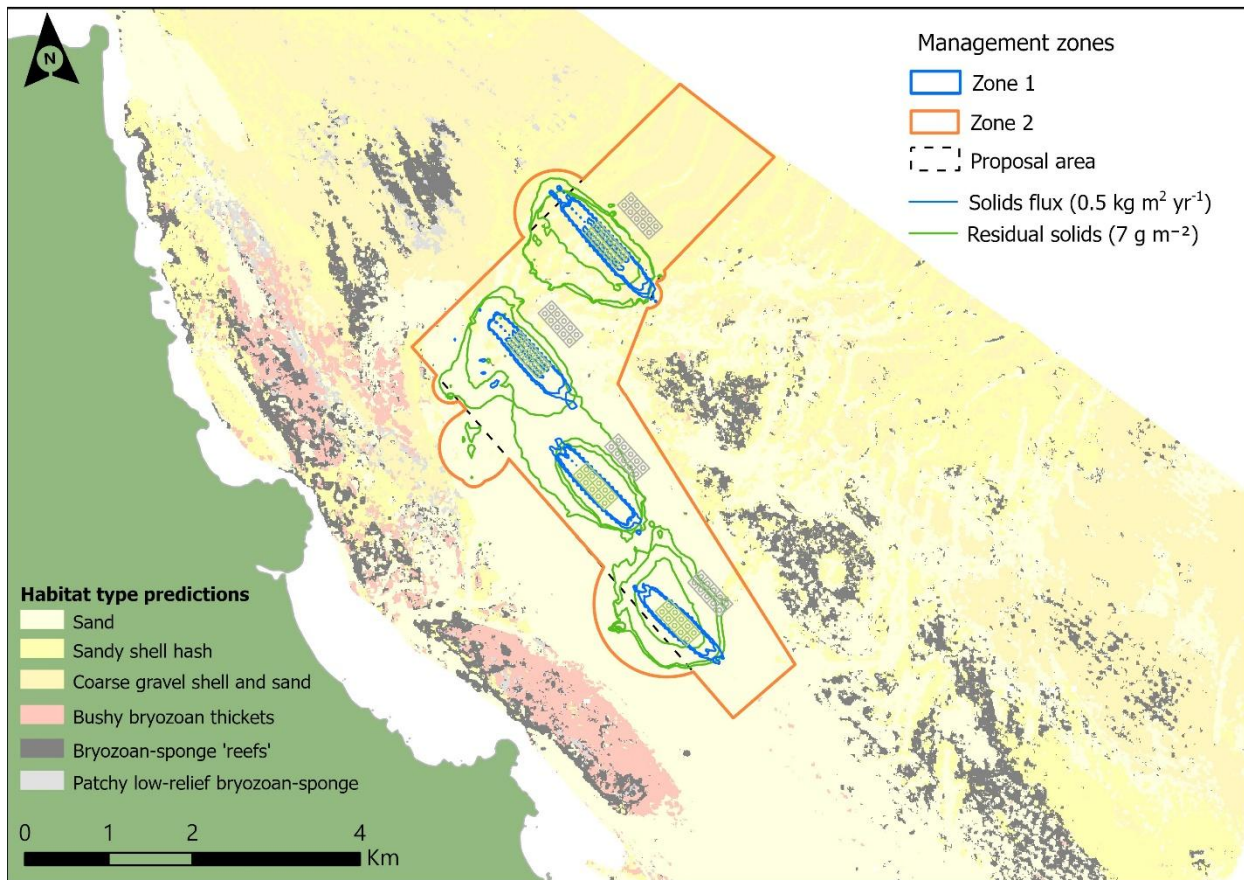 N
Management zones
Zone 1
Zone 2
Proposal area
Solids flux (0.5 kg m² yr⁻¹)
Residual solids (7 g m⁻²)
Habitat type predictions
Sand
Sandy shell hash
Coarse gravel shell and sand
Bushy bryozoan thickets
Bryozoan-sponge 'reefs'
Patchy low-relief bryozoan-sponge
0 1 2 4
Km